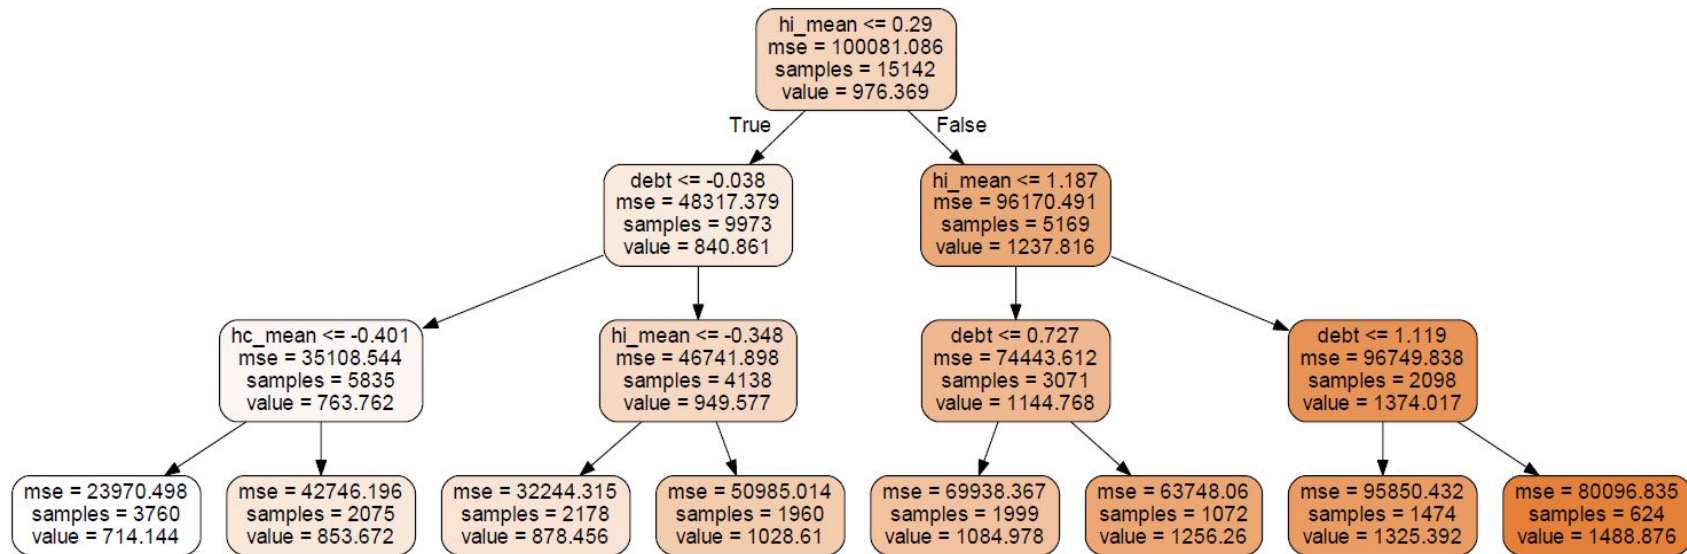 hi_mean <= 0.29
mse = 100081.086
samples = 15142
value = 976.369
True
False
debt <= -0.038
mse = 48317.379
samples = 9973
value = 840.861
hi_mean <= 1.187
mse = 96170.491
samples = 5169
value = 1237.816
hc_mean <= -0.401
mse = 35108.544
samples = 5835
value = 763.762
hi_mean <= -0.348
mse = 46741.898
samples = 4138
value = 949.577
debt <= 0.727
mse = 74443.612
samples = 3071
value = 1144.768
debt <= 1.119
mse = 96749.838
samples = 2098
value = 1374.017
mse = 23970.498
samples = 3760
value = 714.144
mse = 42746.196
samples = 2075
value = 853.672
mse = 32244.315
samples = 2178
value = 878.456
mse = 50985.014
samples = 1960
value = 1028.61
mse = 69938.367
samples = 1999
value = 1084.978
mse = 63748.06
samples = 1072
value = 1256.26
mse = 95850.432
samples = 1474
value = 1325.392
mse = 80096.835
samples = 624
value = 1488.876